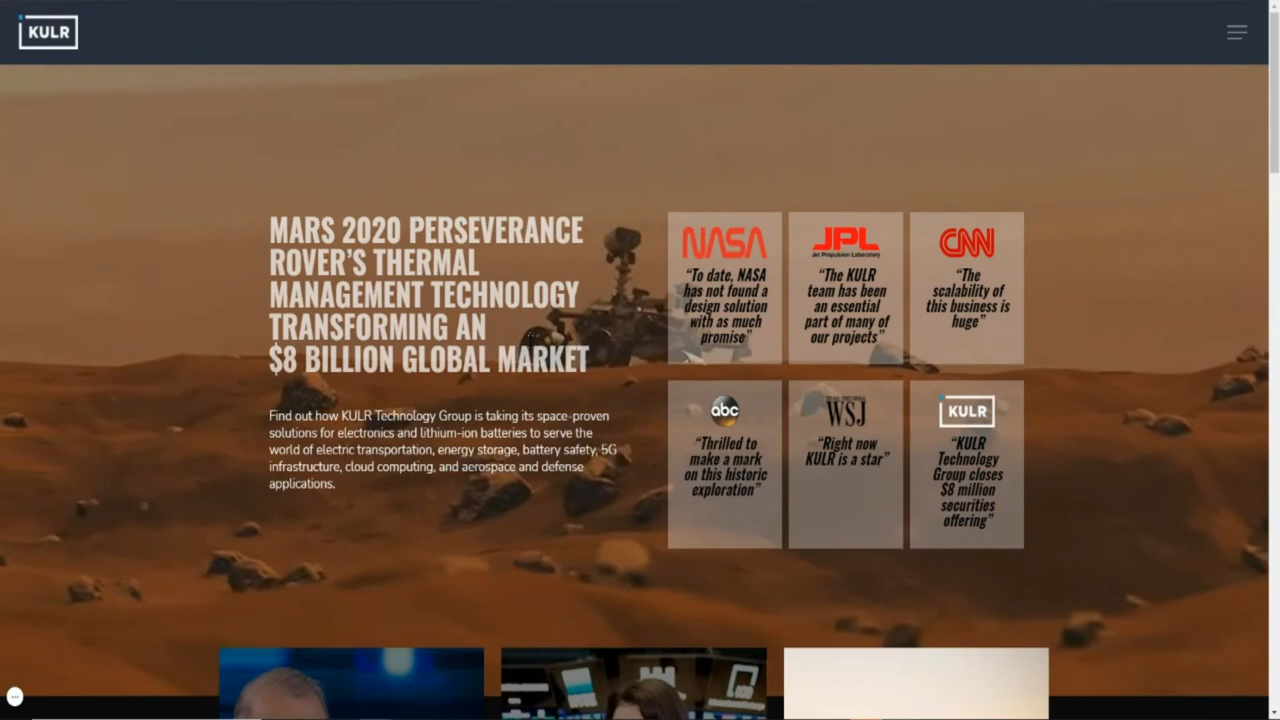 KULR
MARS 2020 PERSEVERANCE
ROVER'S THERMAL
MANAGEMENT TECHNOLOGY
TRANSFORMING AN
$8 BILLION GLOBAL MARKET
Find out how KULR Technology Group is taking its space-proven
solutions for electronics and lithium-ion batteries to serve the
world of electric transportation, energy storage, battery safety, 5G
infrastructure, cloud computing, and aerospace and defense
applications.
NASA
“To date, NASA
has not found a
design solution
with as much
promise”
JPL
Jet Propulsion Laboratory
“The KULR
team has been
an essential
part of many of
our projects”
CNN
“The
scalability of
this business is
huge”
abc
“Thrilled to
make a mark
on this historic
exploration”
WSJ
“Right now
KULR is a star”
KULR
“KULR
Technology
Group closes
$8 million
securities
offering”